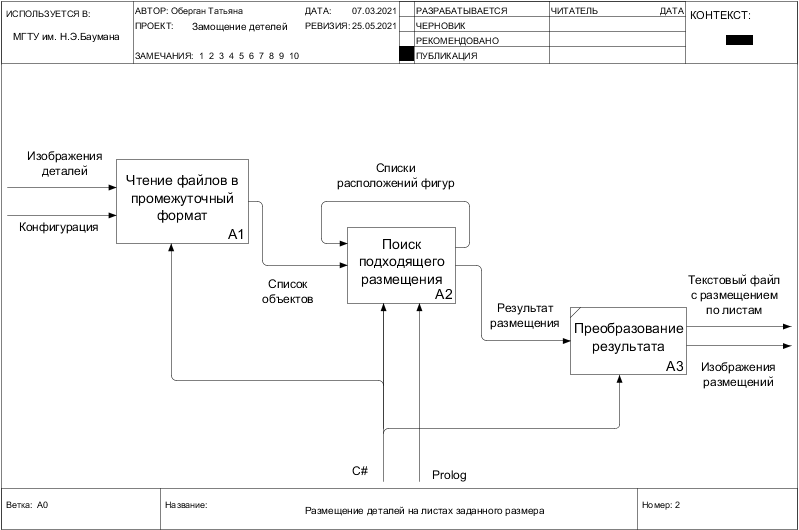 ИСПОЛЬЗУЕТСЯ В:
МГТУ им. Н.Э.Баумана
АВТОР: Оберган Татьяна
ДАТА: 07.03.2021
ПРОЕКТ: Замощение деталей
РЕВИЗИЯ: 25.05.2021
ЗАМЕЧАНИЯ: 1 2 3 4 5 6 7 8 9 10
РАЗРАБАТЫВАЕТСЯ
ЧЕРНОВИК
РЕКОМЕНДОВАНО
ПУБЛИКАЦИЯ
ЧИТАТЕЛЬ
ДАТА
КОНТЕКСТ:
Изображения
деталей
Конфигурация
Чтение файлов в
промежуточный
формат
A1
Списки
расположений фигур
Список
объектов
Поиск
подходящего
размещения
A2
Результат
размещения
Преобразование
результата
A3
Текстовый файл
с размещением
по листам
Изображения
размещений
C#
Prolog
Ветка: A0
Название:
Размещение деталей на листах заданного размера
Номер: 2